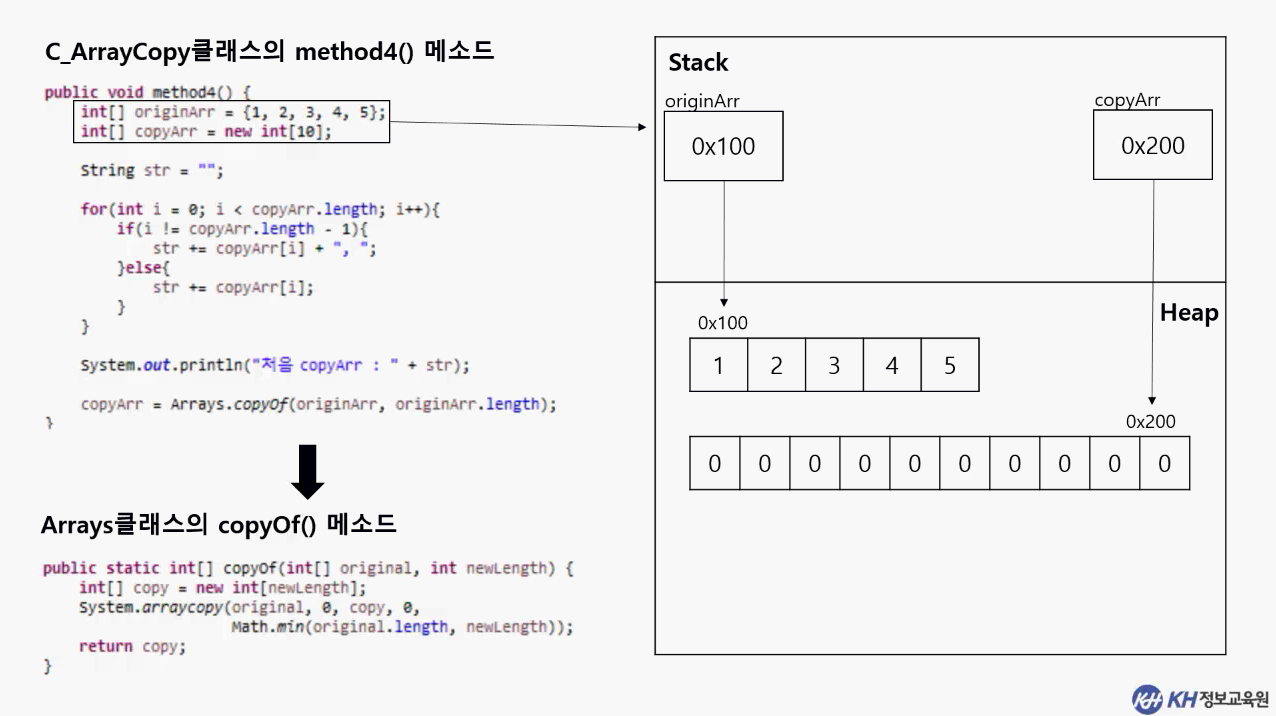 C_ArrayCopy클래스의 method4() 메소드
public void method4() {
int[] originArr = {1, 2, 3, 4, 5};
int[] copyArr = new int[10];
String str = "";
for(int i = 0; i < copyArr.length; i++){
if(i != copyArr.length - 1){
str += copyArr[i] + ", ";
}else{
str += copyArr[i];
}
}
System.out.println("처음 copyArr : " + str);
copyArr = Arrays.copyOf(originArr, originArr.length);
}
Arrays클래스의 copyOf() 메소드
public static int[] copyOf(int[] original, int newLength) {
int[] copy = new int[newLength];
System.arraycopy(original, 0, copy, 0,
Math.min(original.length, newLength));
return copy;
}
Stack
originArr
0x100
copyArr
0x200
Heap
0x100
1 2 3 4 5
0x200
0 0 0 0 0 0 0 0 0 0
KH KH정보교육원